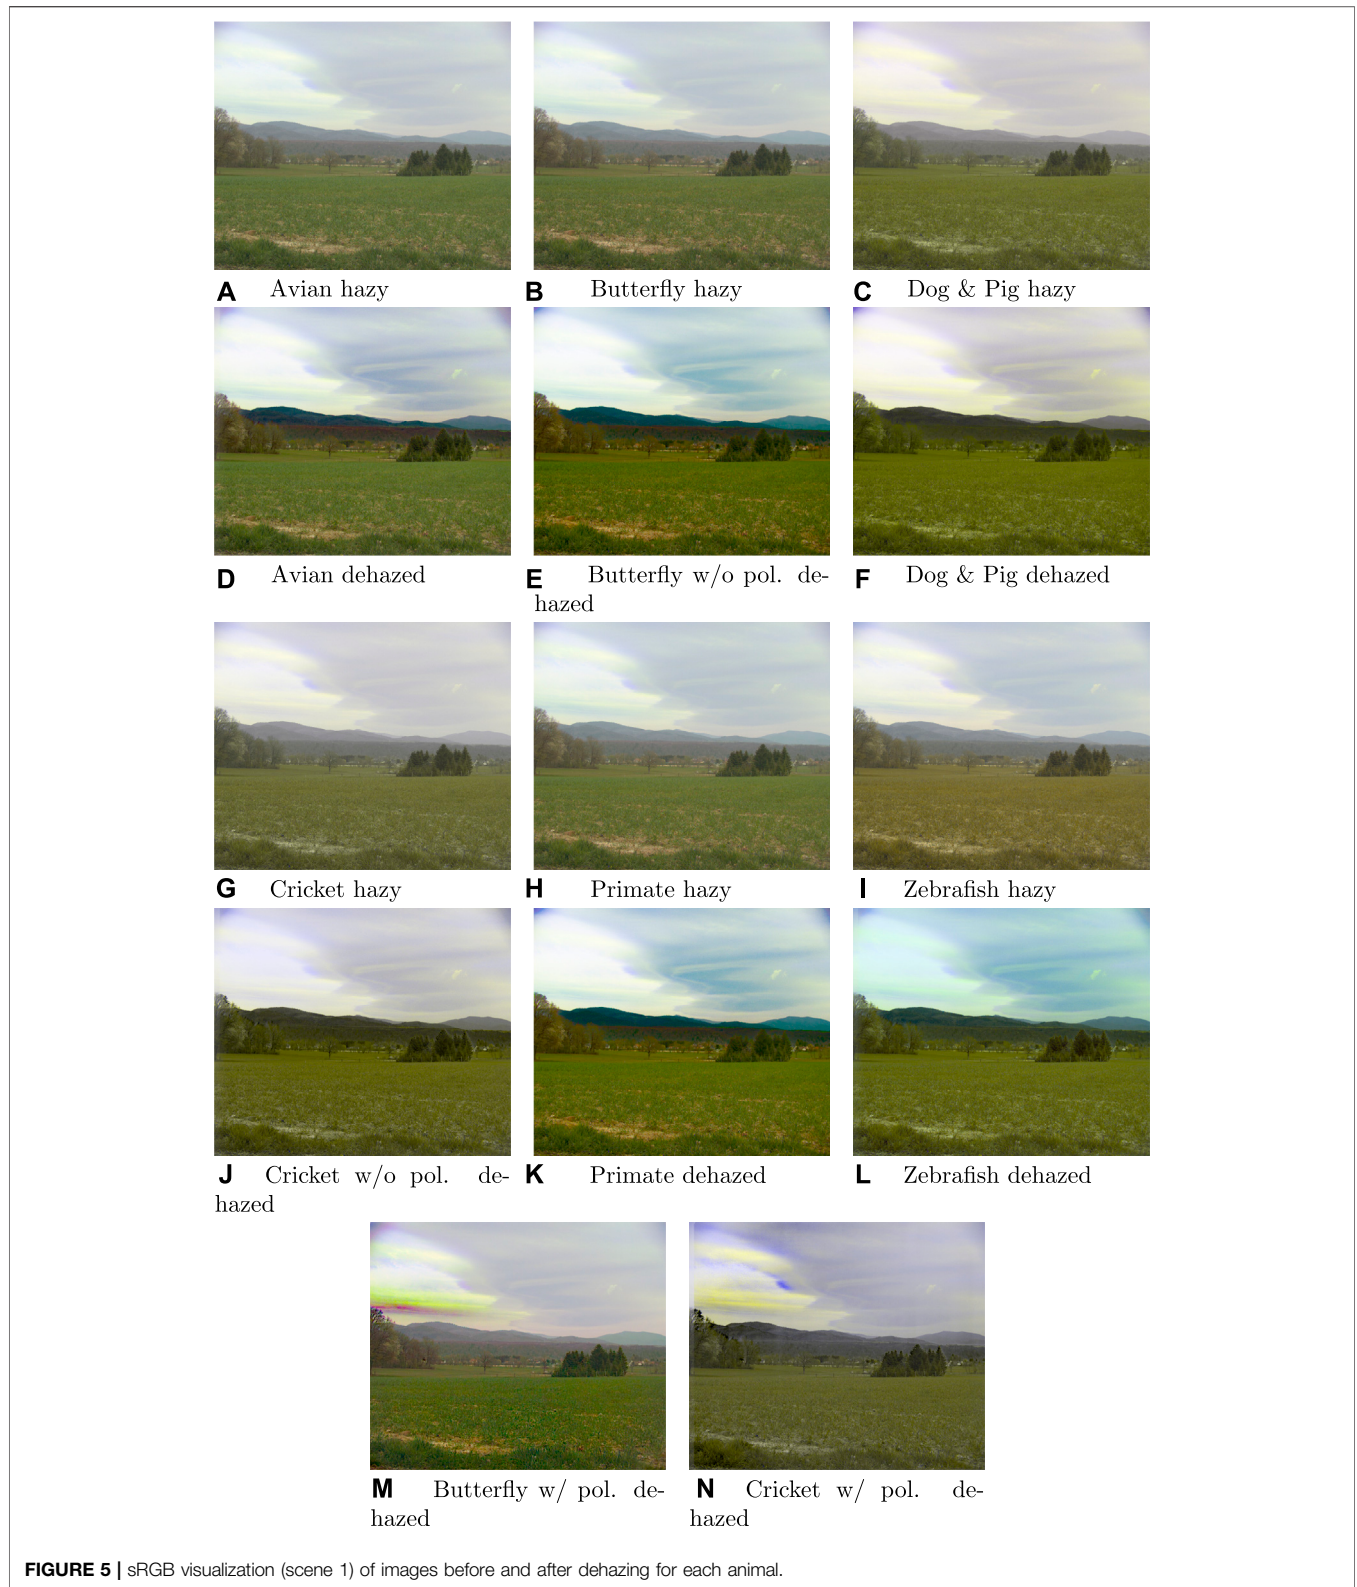 A Avian hazy
B Butterfly hazy
C Dog & Pig hazy
D Avian dehazed
E Butterfly w/o pol. de-
hazed
F Dog & Pig dehazed
G Cricket hazy
H Primate hazy
I Zebrafish hazy
J Cricket w/o pol. de-
hazed
K Primate dehazed
L Zebrafish dehazed
M Butterfly w/ pol. de-
hazed
N Cricket w/ pol. de-
hazed
FIGURE 5 | sRGB visualization (scene 1) of images before and after dehazing for each animal.